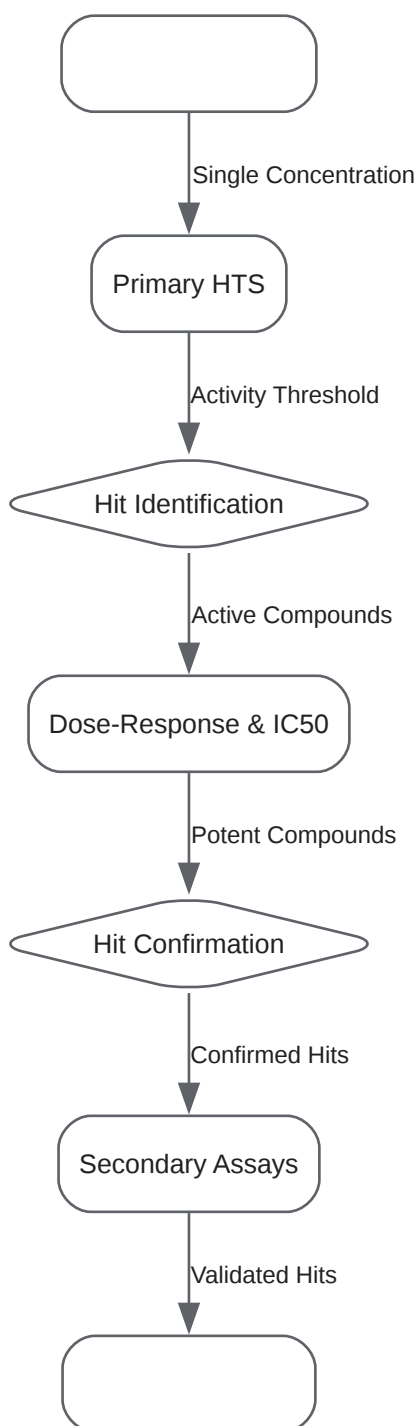 Single Concentration
Primary HTS
Activity Threshold
Hit Identification
Active Compounds
Dose-Response & IC50
Potent Compounds
Hit Confirmation
Confirmed Hits
Secondary Assays
Validated Hits